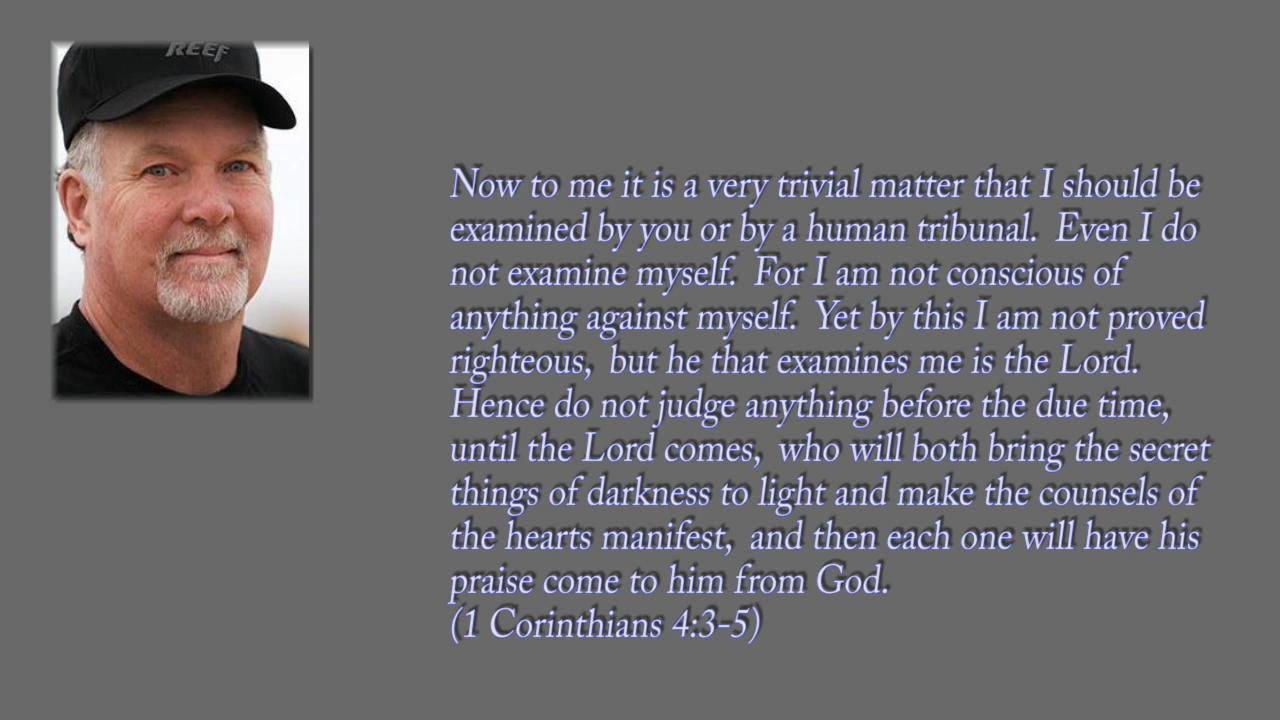 REEF
Now to me it is a very trivial matter that I should be
examined by you or by a human tribunal. Even I do
not examine myself. For I am not conscious of
anything against myself. Yet by this I am not proved
righteous, but he that examines me is the Lord.
Hence do not judge anything before the due time,
until the Lord comes, who will both bring the secret
things of darkness to light and make the counsels of
the hearts manifest, and then each one will have his
praise come to him from God.
(1 Corinthians 4:3-5)